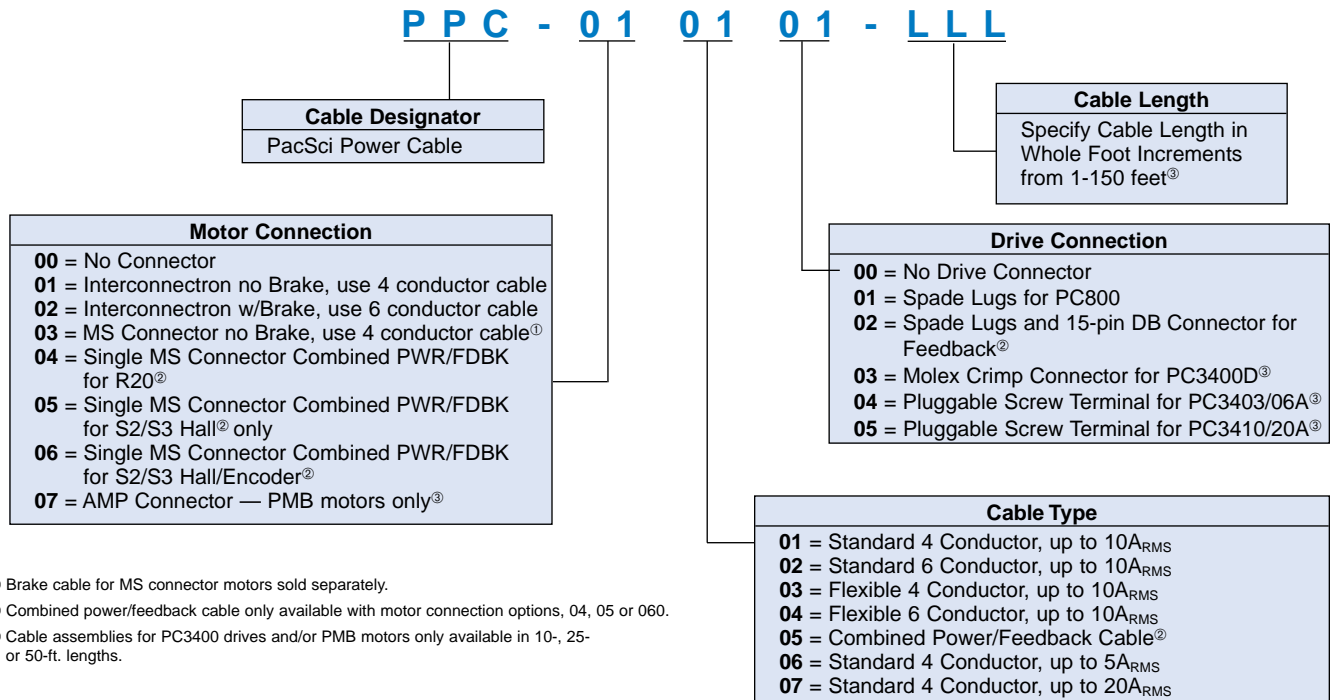 PPC - 01 01 01 - LLL
Cable Designator
PacSci Power Cable
Cable Length
Specify Cable Length in
Whole Foot Increments
from 1-150 feet③
Motor Connection
00 = No Connector
01 = Interconnectron no Brake, use 4 conductor cable
02 = Interconnectron w/Brake, use 6 conductor cable
03 = MS Connector no Brake, use 4 conductor cable①
04 = Single MS Connector Combined PWR/FDBK
for R20②
05 = Single MS Connector Combined PWR/FDBK
for S2/S3 Hall② only
06 = Single MS Connector Combined PWR/FDBK
for S2/S3 Hall/Encoder②
07 = AMP Connector — PMB motors only③
Drive Connection
00 = No Drive Connector
01 = Spade Lugs for PC800
02 = Spade Lugs and 15-pin DB Connector for
Feedback②
03 = Molex Crimp Connector for PC3400D③
04 = Pluggable Screw Terminal for PC3403/06A③
05 = Pluggable Screw Terminal for PC3410/20A③
Cable Type
01 = Standard 4 Conductor, up to 10ARMS
02 = Standard 6 Conductor, up to 10ARMS
03 = Flexible 4 Conductor, up to 10ARMS
04 = Flexible 6 Conductor, up to 10ARMS
05 = Combined Power/Feedback Cable②
06 = Standard 4 Conductor, up to 5ARMS
07 = Standard 4 Conductor, up to 20ARMS
Brake cable for MS connector motors sold separately.
Combined power/feedback cable only available with motor connection options, 04, 05 or 060.
Cable assemblies for PC3400 drives and/or PMB motors only available in 10-, 25-
or 50-ft. lengths.